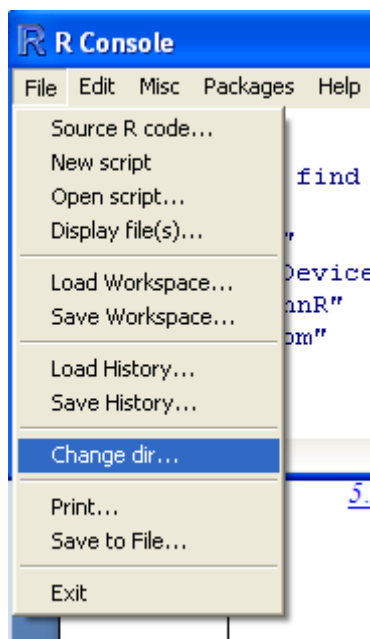 R R Console
File Edit Misc Packages Help
Source R code...
New script
find
Open script...
Display file(s)...
"
Load Workspace...
Device
Save Workspace...
nnR"
om"
Load History...
Save History...
Change dir...
5.
Print...
Save to File...
Exit